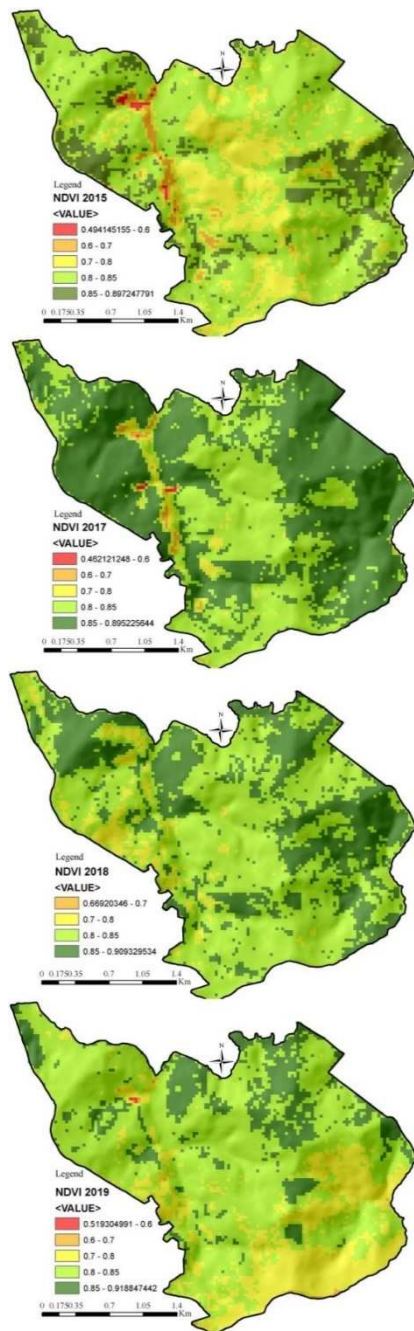 N
Legend
NDVI 2015
<VALUE>
0.494145155 - 0.6
0.6 - 0.7
0.7 - 0.8
0.8 - 0.85
0.85 - 0.897247791
0 0.1750.35 0.7 1.05 1.4
Km
N
Legend
NDVI 2017
<VALUE>
0.462121248 - 0.6
0.6 - 0.7
0.7 - 0.8
0.8 - 0.85
0.85 - 0.895225644
0 0.1750.35 0.7 1.05 1.4
Km
N
Legend
NDVI 2018
<VALUE>
0.66920346 - 0.7
0.7 - 0.8
0.8 - 0.85
0.85 - 0.909329534
0 0.1750.35 0.7 1.05 1.4
Km
N
Legend
NDVI 2019
<VALUE>
0.519304991 - 0.6
0.6 - 0.7
0.7 - 0.8
0.8 - 0.85
0.85 - 0.918847442
0 0.1750.35 0.7 1.05 1.4
Km